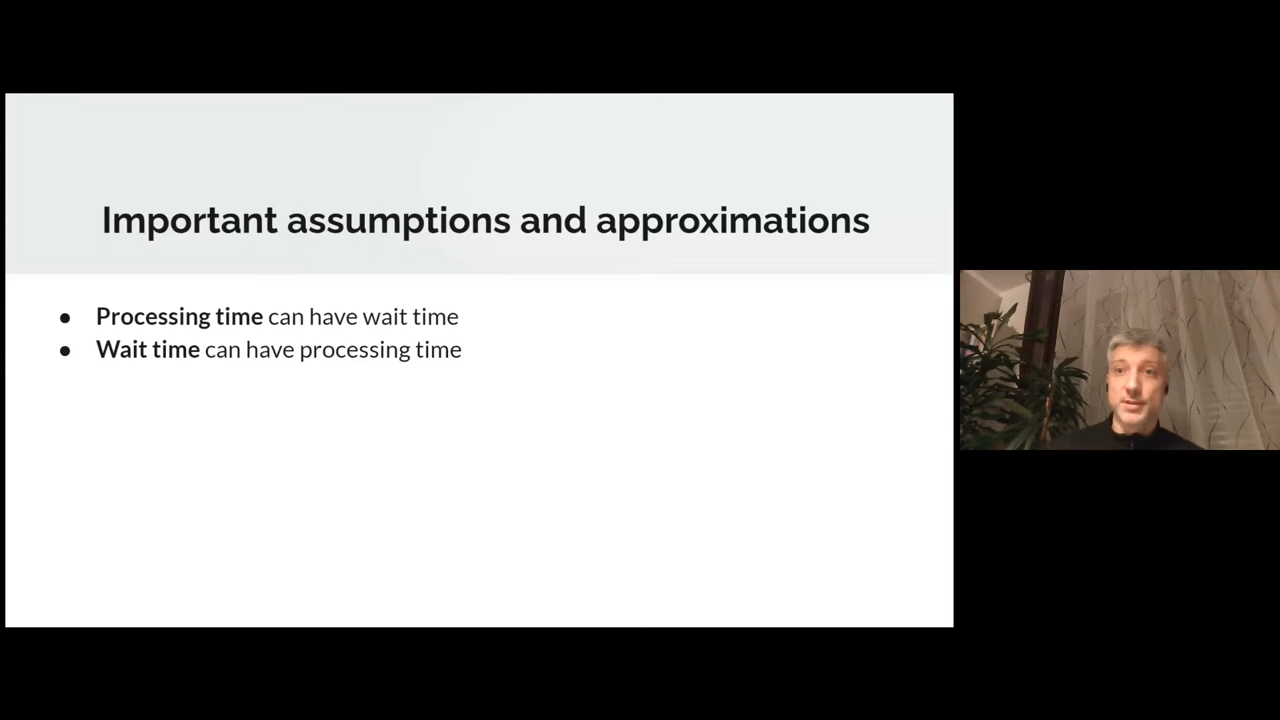 Important assumptions and approximations
● Processing time can have wait time
● Wait time can have processing time